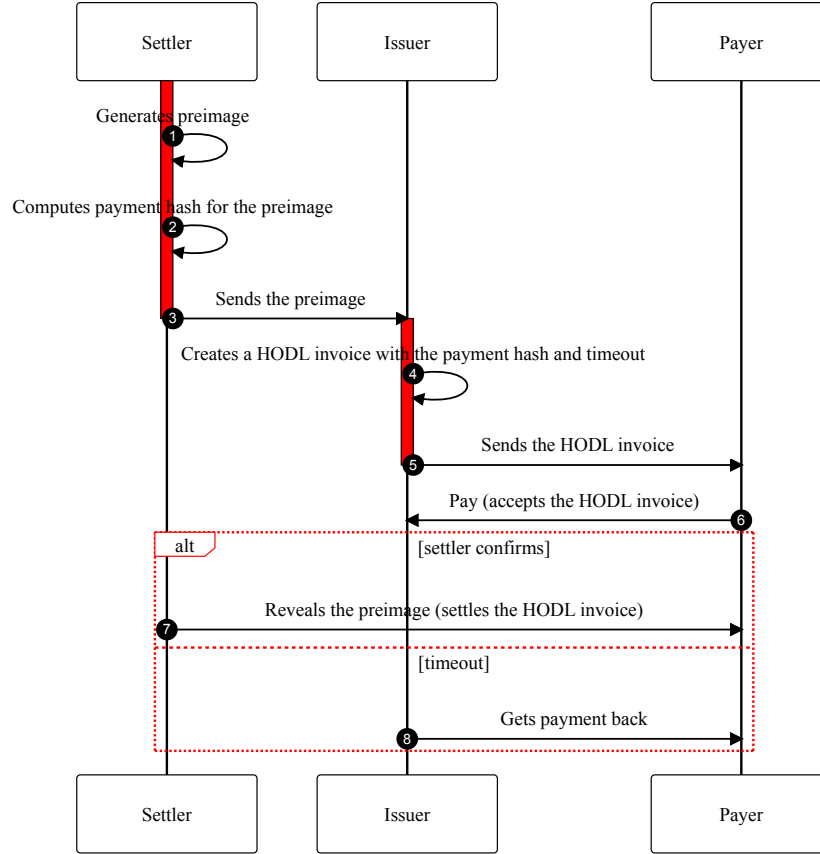 Settler
Issuer
Payer
Generates preimage
1
Computes payment hash for the preimage
2
Sends the preimage
3
Creates a HODL invoice with the payment hash and timeout
4
Sends the HODL invoice
5
Pay (accepts the HODL invoice)
6
alt
[settler confirms]
Reveals the preimage (settles the HODL invoice)
7
[timeout]
Gets payment back
8
Settler
Issuer
Payer